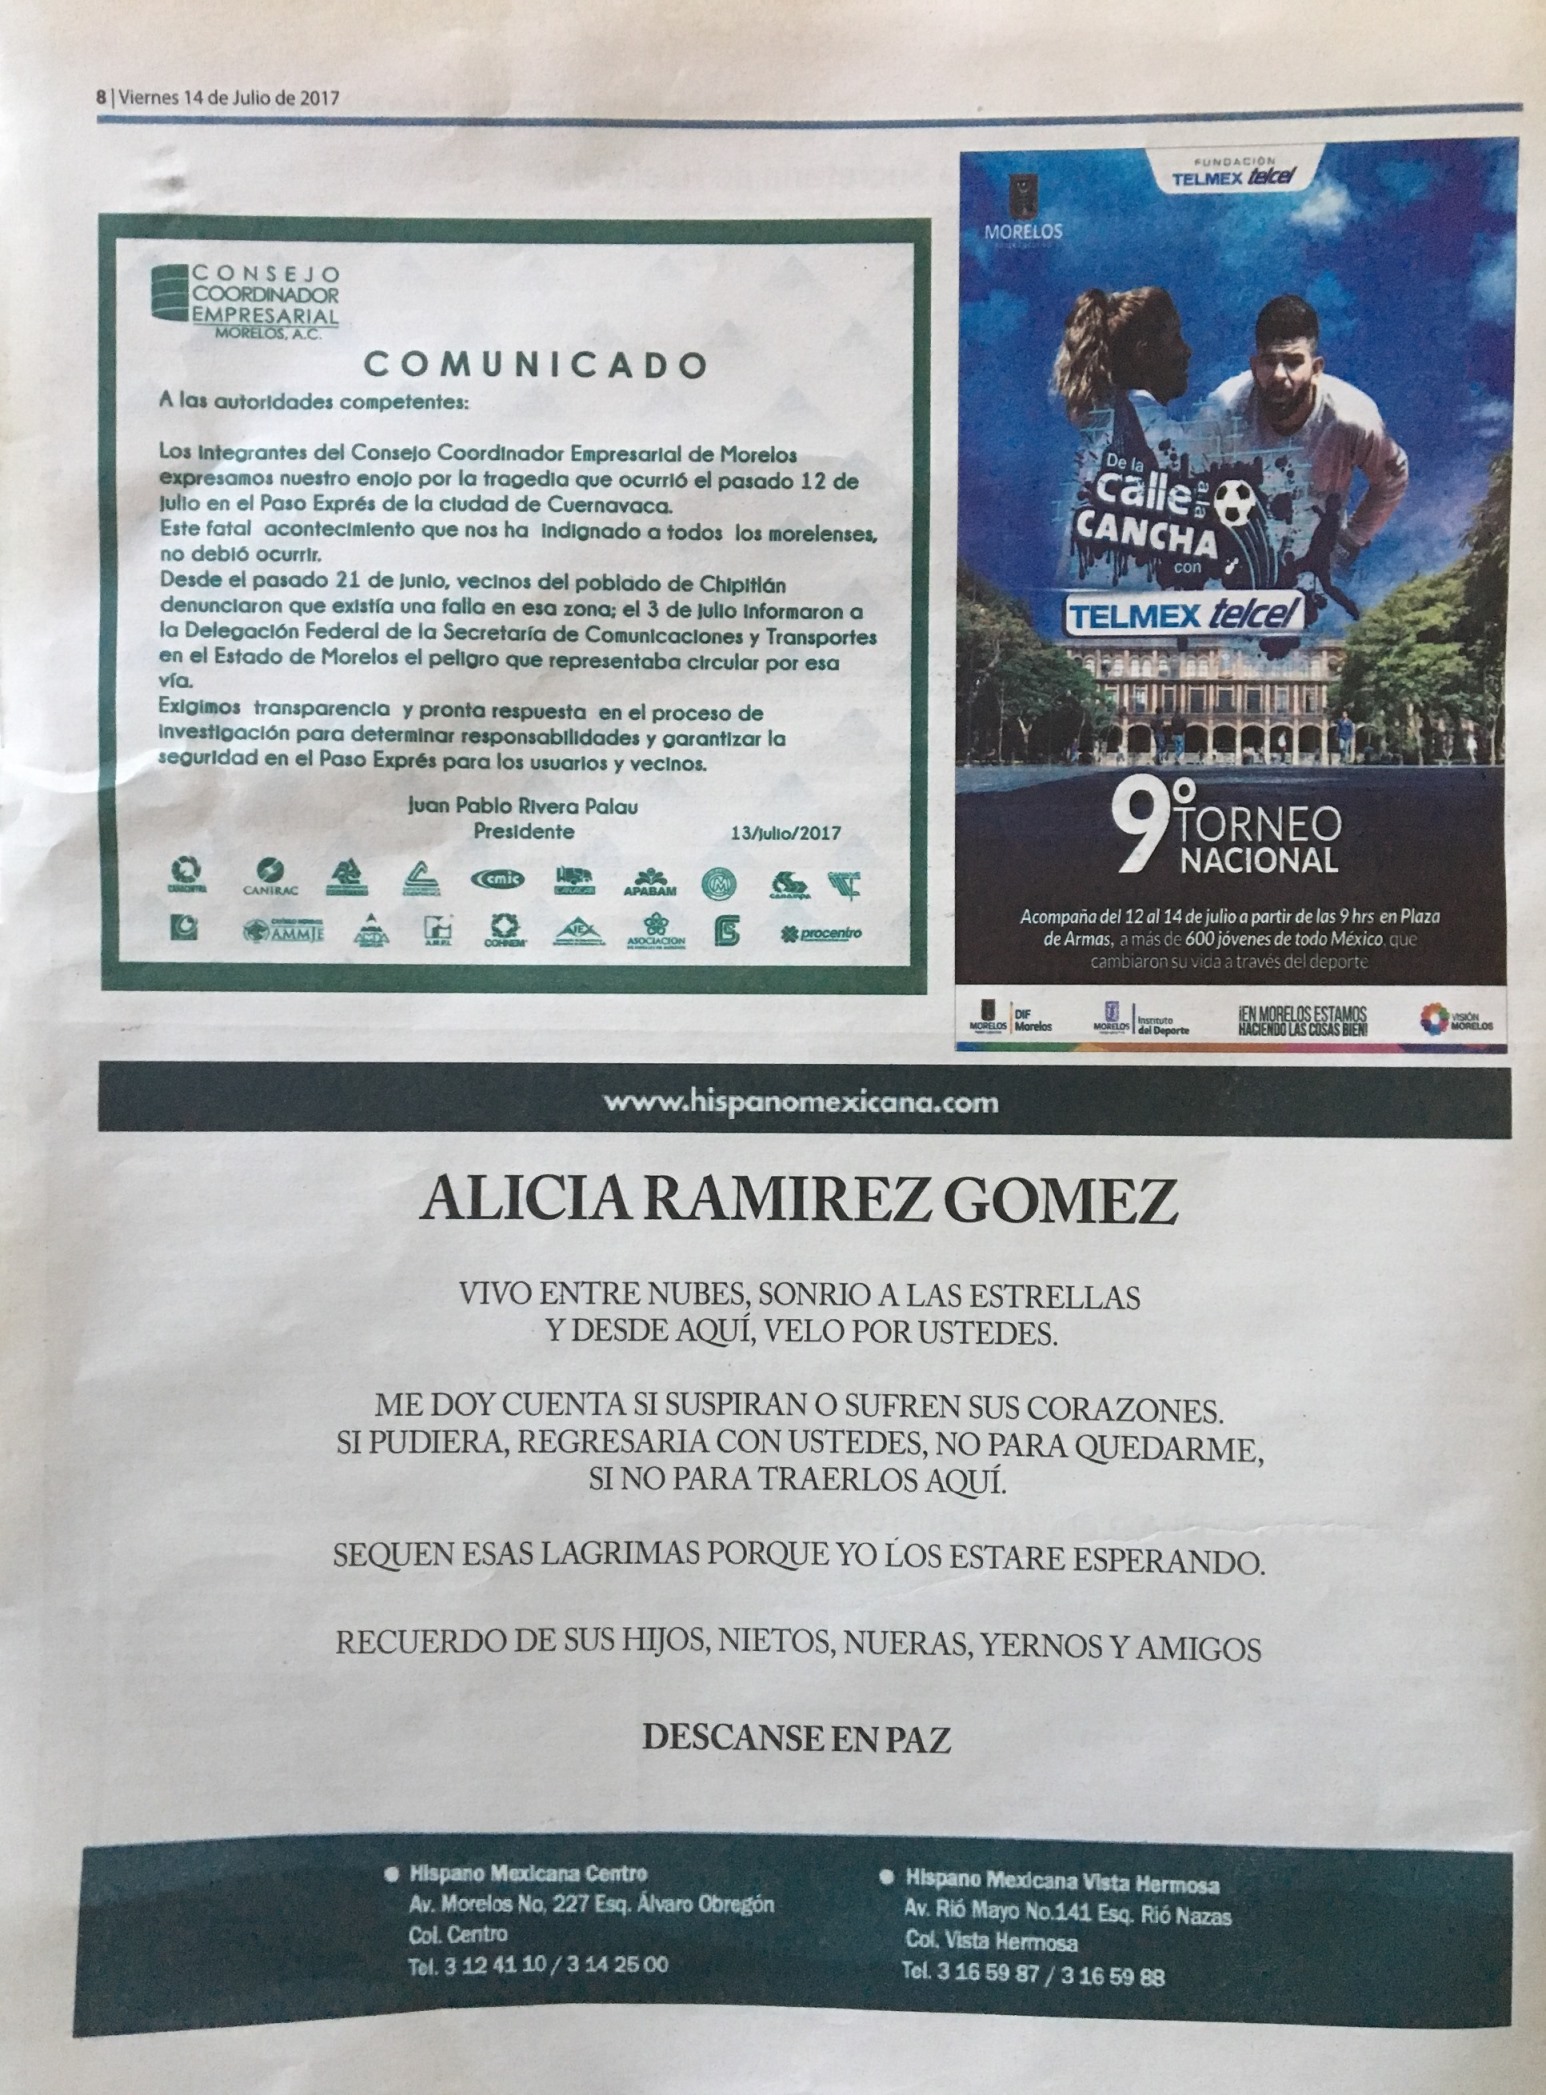 8 | Viernes 14 de Julio de 2017
CONSEJO
COORDINADOR
EMPRESARIAL
MORELOS, A.C.
COMUNICADO
A las autoridades competentes:
Los integrantes del Consejo Coordinador Empresarial de Morelos
expresamos nuestro enojo por la tragedia que ocurrió el pasado 12 de
julio en el Paso Exprés de la ciudad de Cuernavaca.
Este fatal acontecimiento que nos ha indignado a todos los morelenses,
no debió ocurrir.
Desde el pasado 21 de junio, vecinos del poblado de Chipitlán
denunciaron que existía una falla en esa zona; el 3 de julio informaron a
la Delegación Federal de la Secretaría de Comunicaciones y Transportes
en el Estado de Morelos el peligro que representaba circular por esa
vía.
Exigimos transparencia y pronta respuesta en el proceso de
investigación para determinar responsabilidades y garantizar la
seguridad en el Paso Exprés para los usuarios y vecinos.
Juan Pablo Rivera Palau
Presidente 13/julio/2017
CANIRAC
cmic
CANACAR
APABAM
AMMJE
COHNEM
ASOCIACION
procentro
FUNDACIÓN
TELMEX telcel
MORELOS
De la
calle
a la
CANCHA
con
TELMEX telcel
9º TORNEO
NACIONAL
Acompaña del 12 al 14 de julio a partir de las 9 hrs en Plaza
de Armas, a más de 600 jóvenes de todo México, que
cambiaron su vida a través del deporte
MORELOS DIF Morelos
MORELOS Instituto del Deporte
¡EN MORELOS ESTAMOS
HACIENDO LAS COSAS BIEN!
VISIÓN
MORELOS
www.hispanomexicana.com
ALICIA RAMIREZ GOMEZ
VIVO ENTRE NUBES, SONRIO A LAS ESTRELLAS
Y DESDE AQUÍ, VELO POR USTEDES.
ME DOY CUENTA SI SUSPIRAN O SUFREN SUS CORAZONES.
SI PUDIERA, REGRESARIA CON USTEDES, NO PARA QUEDARME,
SI NO PARA TRAERLOS AQUÍ.
SEQUEN ESAS LAGRIMAS PORQUE YO LOS ESTARE ESPERANDO.
RECUERDO DE SUS HIJOS, NIETOS, NUERAS, YERNOS Y AMIGOS
DESCANSE EN PAZ
Hispano Mexicana Centro
Av. Morelos No, 227 Esq. Álvaro Obregón
Col. Centro
Tel. 3 12 41 10 / 3 14 25 00
Hispano Mexicana Vista Hermosa
Av. Rió Mayo No.141 Esq. Rió Nazas
Col. Vista Hermosa
Tel. 3 16 59 87 / 3 16 59 88